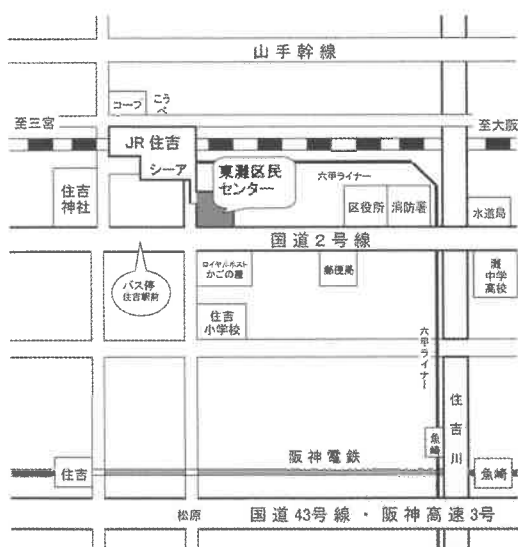 山手幹線
コープ こうべ
至三宮
JR 住吉
至大阪
シーア
東灘区民
センター
六甲ライナー
住吉
神社
区役所
消防署
水道局
国道2号線
バス停
住吉駅前
ロイヤルホスト
かごの屋
郵便局
灘
中学
高校
住吉
小学校
六甲ライナー
住吉川
魚崎
阪神電鉄
住吉
魚崎
松原
国道43号線・阪神高速3号